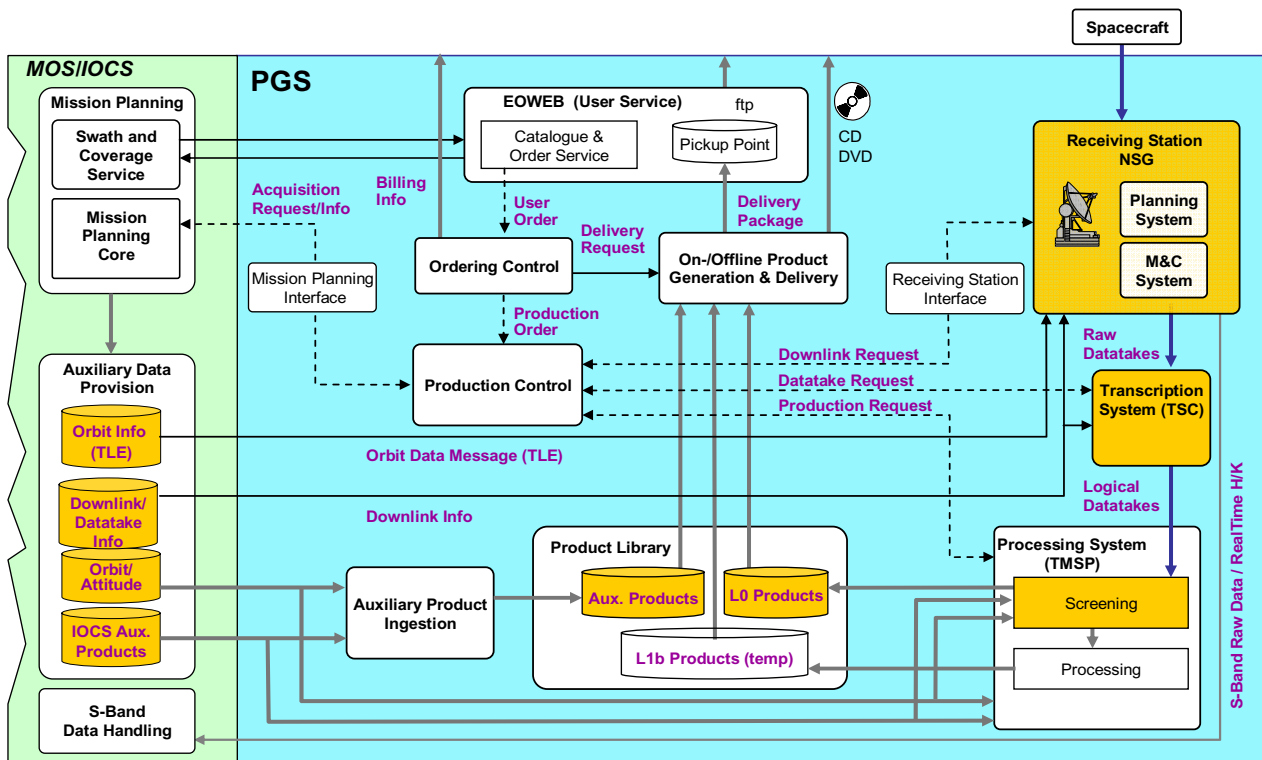 Spacecraft
MOS/IOCS
PGS
Mission Planning
Swath and
Coverage
Service
Mission
Planning
Core
EOWEB (User Service)
ftp
Catalogue &
Order Service
Pickup Point
CD
DVD
Receiving Station
NSG
Planning
System
M&C
System
Acquisition
Request/Info
Billing
Info
User
Order
Delivery
Request
Delivery
Package
Mission Planning
Interface
Ordering Control
On-/Offline Product
Generation & Delivery
Receiving Station
Interface
Production
Order
Production Control
Downlink Request
Datatake Request
Production Request
Raw
Datatakes
Transcription
System (TSC)
Auxiliary Data
Provision
Orbit Info
(TLE)
Orbit Data Message (TLE)
Downlink/
Datatake
Info
Downlink Info
Logical
Datatakes
S-Band Raw Data / RealTime H/K
Orbit/
Attitude
IOCS Aux.
Products
Auxiliary Product
Ingestion
Product Library
Aux. Products
L0 Products
L1b Products (temp)
Processing System
(TMSP)
Screening
Processing
S-Band
Data Handling